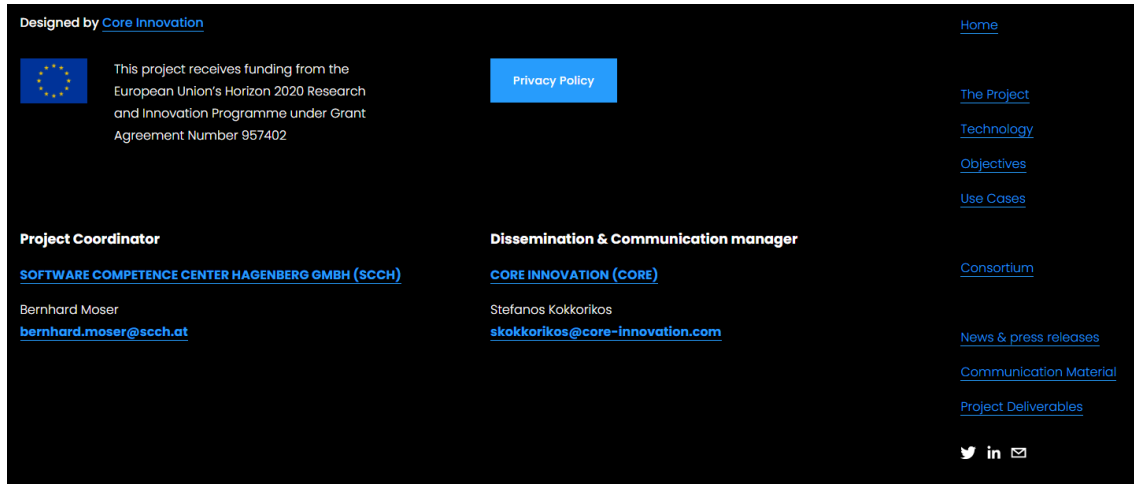 Designed by Core Innovation
This project receives funding from the
European Union's Horizon 2020 Research
and Innovation Programme under Grant
Agreement Number 957402
Privacy Policy
Project Coordinator
SOFTWARE COMPETENCE CENTER HAGENBERG GMBH (SCCH)
Bernhard Moser
bernhard.moser@scch.at
Dissemination & Communication manager
CORE INNOVATION (CORE)
Stefanos Kokkorikos
skokkorikos@core-innovation.com
Home
The Project
Technology
Objectives
Use Cases
Consortium
News & press releases
Communication Material
Project Deliverables